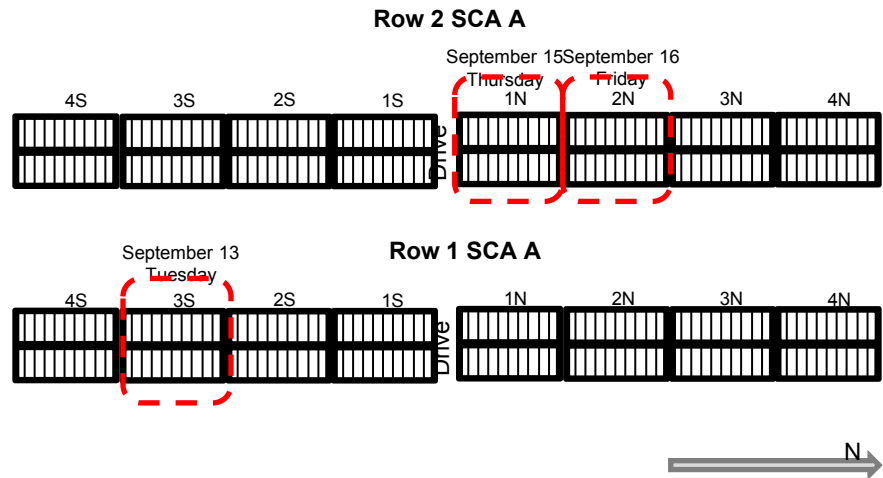 Row 2 SCA A
September 15 September 16
Thursday Friday
4S 3S 2S 1S 1N 2N 3N 4N
Drive
September 13 Row 1 SCA A
Tuesday
4S 3S 2S 1S 1N 2N 3N 4N
Drive
N